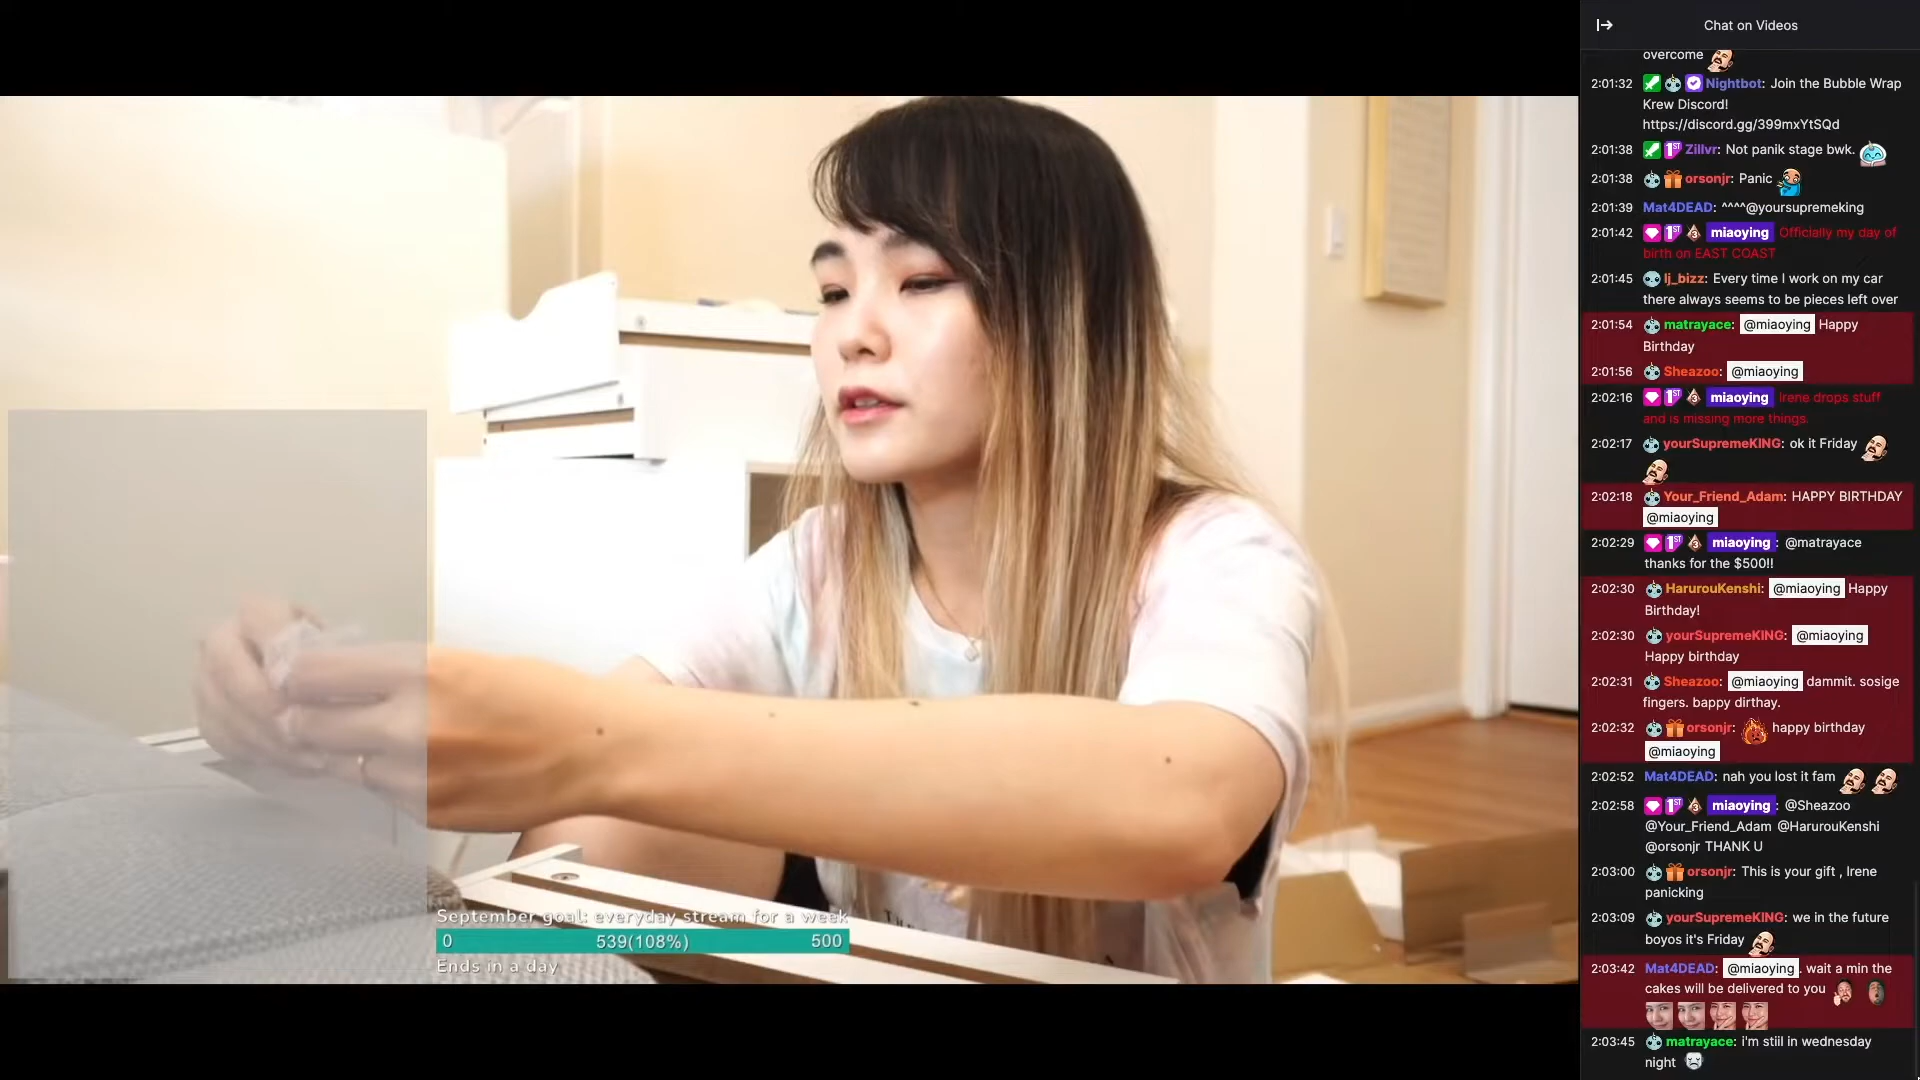 Chat on Videos
overcome
2:01:32 Nightbot: Join the Bubble Wrap
Krew Discord!
https://discord.gg/399mxYtSQd
2:01:38 Zillvr: Not panik stage bwk.
2:01:38 orsonjr: Panic
2:01:39 Mat4DEAD: ^^^^@yoursupremeking
2:01:42 miaoying Officially my day of
birth on EAST COAST
2:01:45 lj_bizz: Every time I work on my car
there always seems to be pieces left over
2:01:54 matrayace: @miaoying Happy
Birthday
2:01:56 Sheazoo: @miaoying
2:02:16 miaoying Irene drops stuff
and is missing more things.
2:02:17 yourSupremeKING: ok it Friday
2:02:18 Your_Friend_Adam: HAPPY BIRTHDAY
@miaoying
2:02:29 miaoying : @matrayace
thanks for the $500!!
2:02:30 HarurouKenshi: @miaoying Happy
Birthday!
2:02:30 yourSupremeKING: @miaoying
Happy birthday
2:02:31 Sheazoo: @miaoying dammit. sosige
fingers. bappy dirthay.
2:02:32 orsonjr: happy birthday
@miaoying
2:02:52 Mat4DEAD: nah you lost it fam
2:02:58 miaoying : @Sheazoo
@Your_Friend_Adam @HarurouKenshi
@orsonjr THANK U
2:03:00 orsonjr: This is your gift , Irene
panicking
2:03:09 yourSupremeKING: we in the future
boyos it's Friday
2:03:42 Mat4DEAD: @miaoying . wait a min the
cakes will be delivered to you
2:03:45 matrayace: i'm stiil in wednesday
night
September goal: everyday stream for a week
0 539(108%) 500
Ends in a day